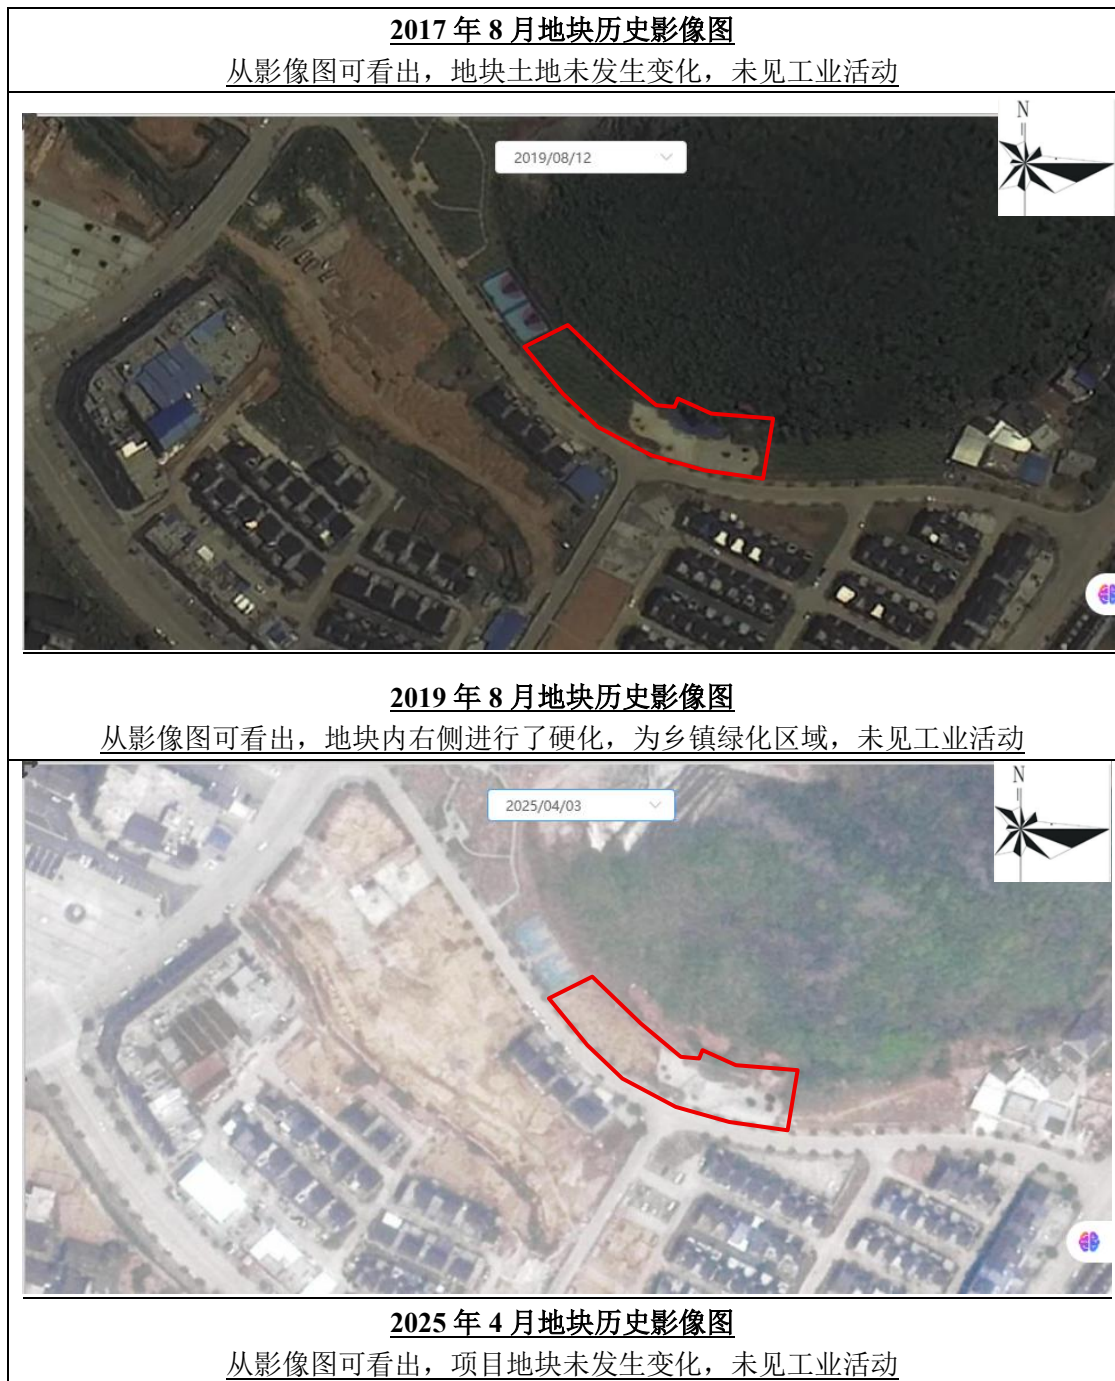 2017 年 8 月地块历史影像图
从影像图可看出，地块土地未发生变化，未见工业活动
N
2019/08/12
2019 年 8 月地块历史影像图
从影像图可看出，地块内右侧进行了硬化，为乡镇绿化区域，未见工业活动
N
2025/04/03
2025 年 4 月地块历史影像图
从影像图可看出，项目地块未发生变化，未见工业活动